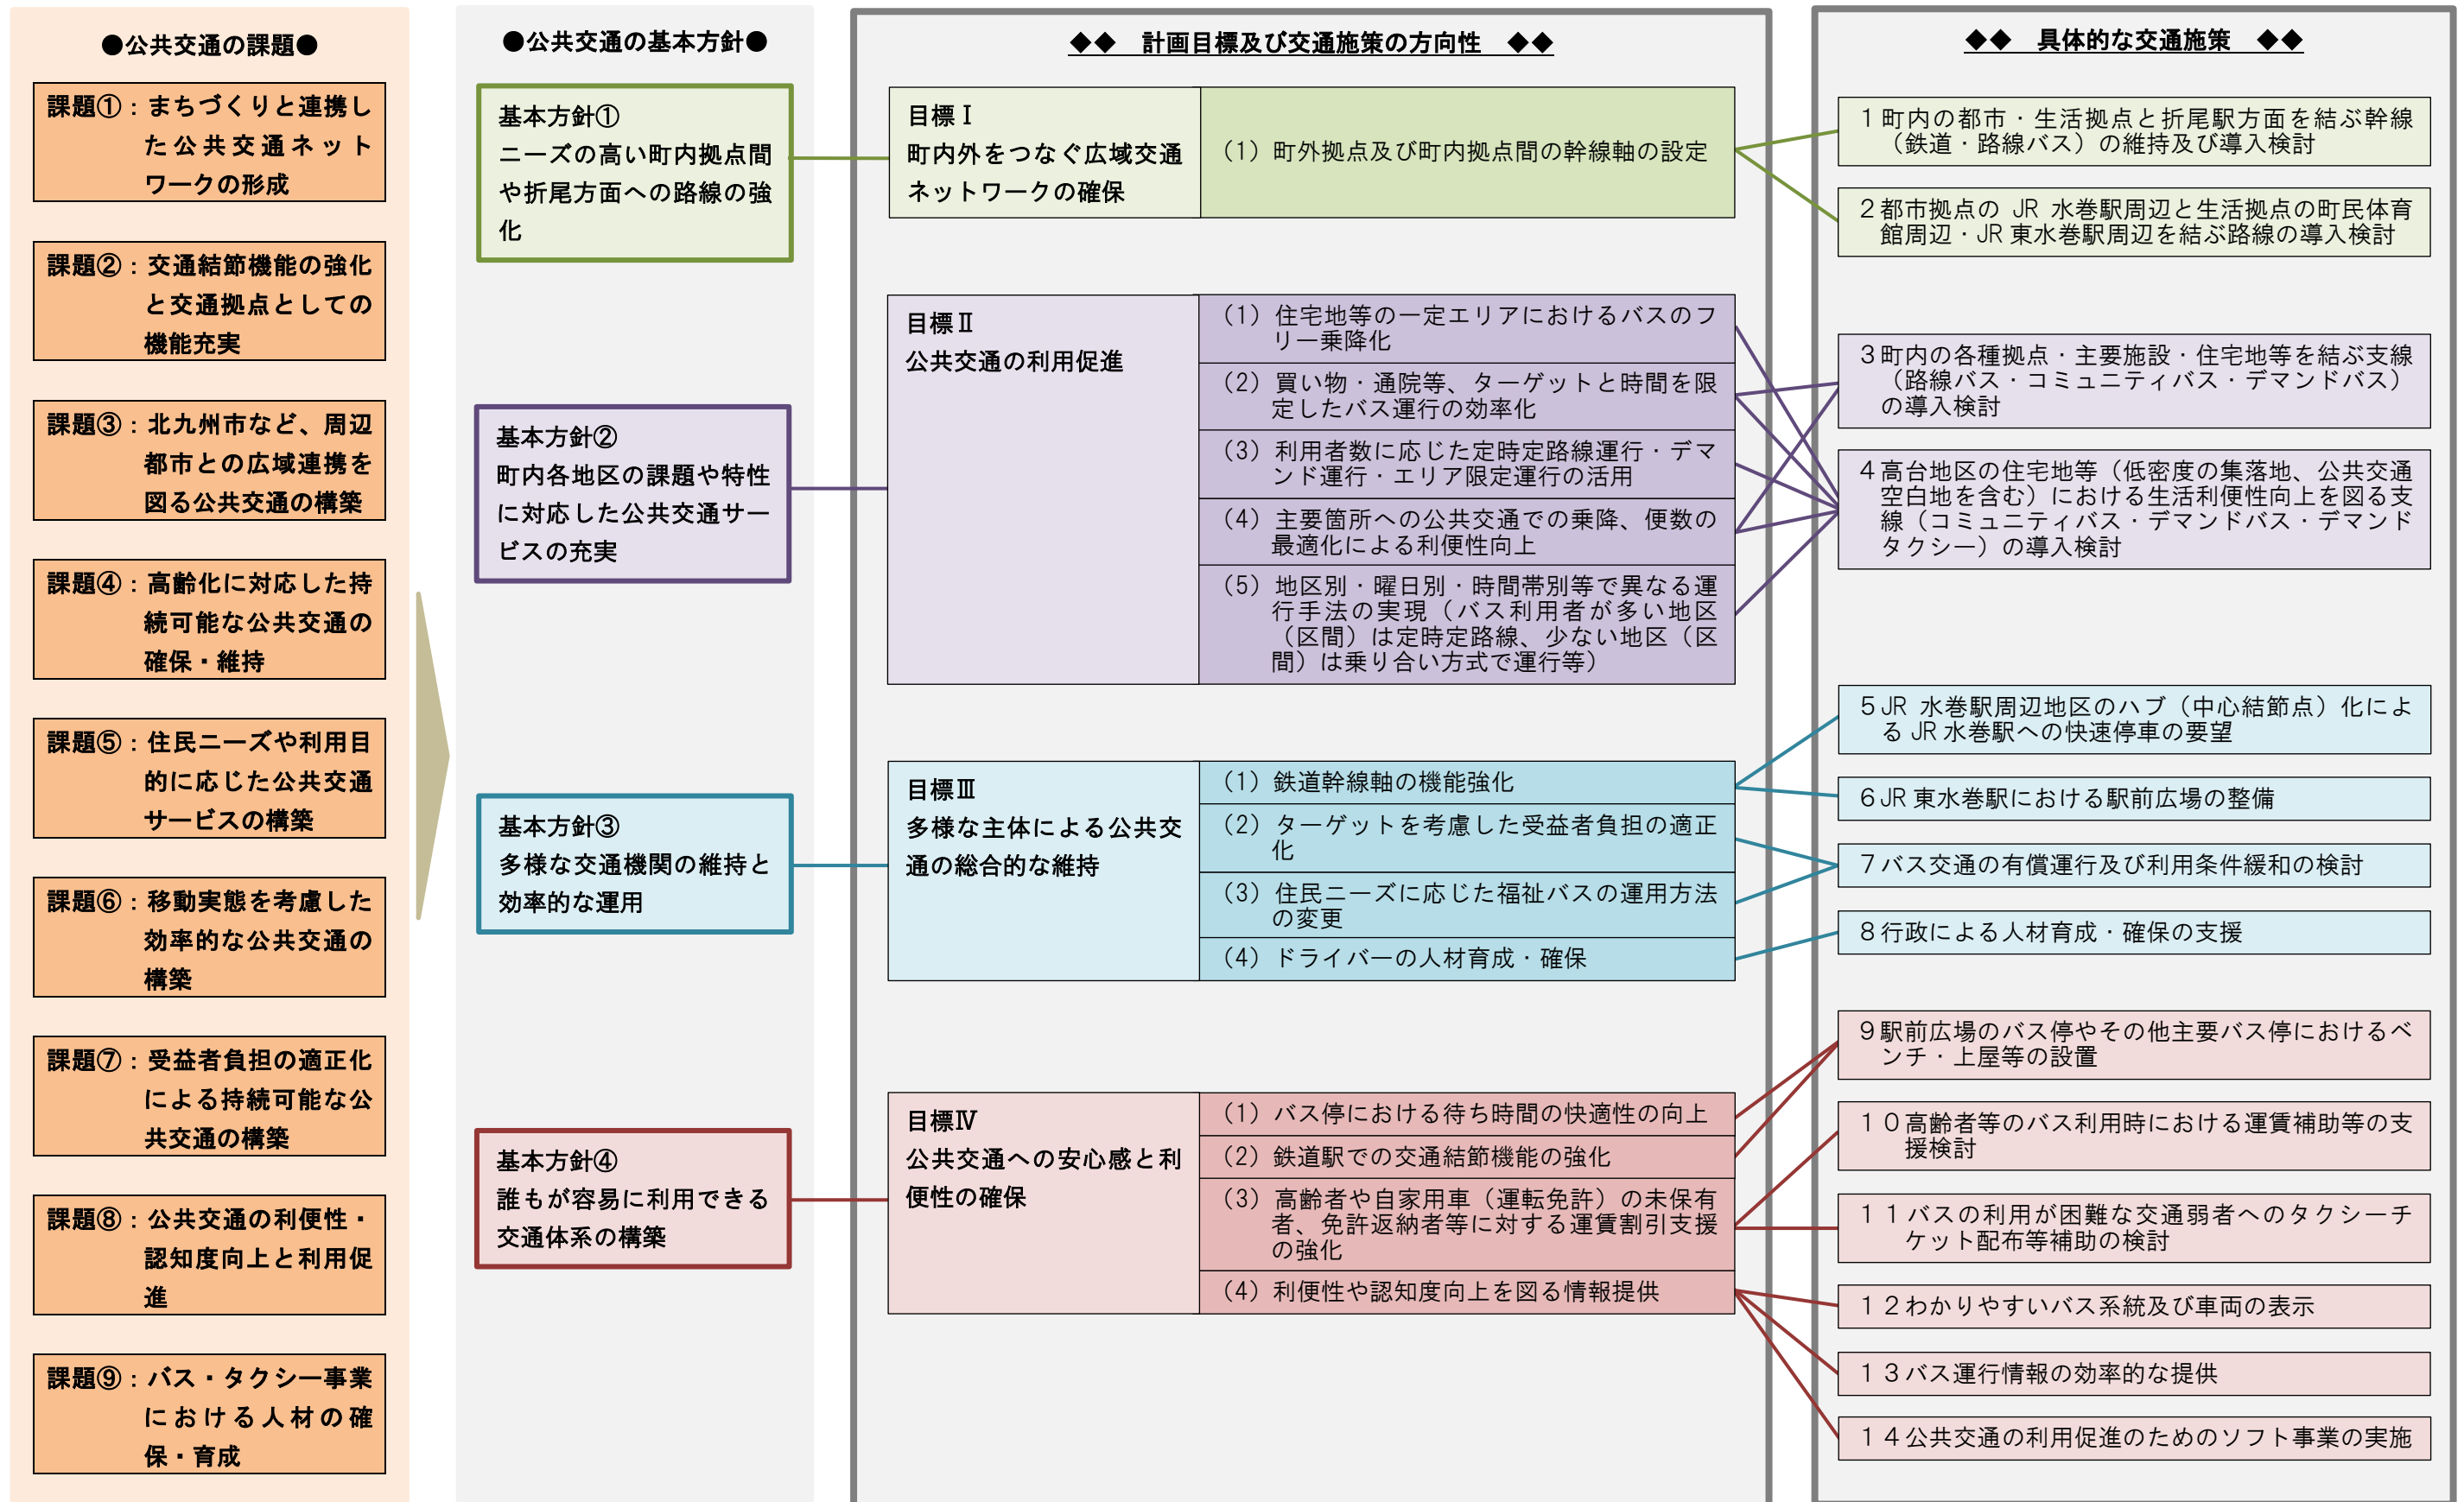 ●公共交通の課題●
課題①：まちづくりと連携し
た公共交通ネット
ワークの形成
課題②：交通結節機能の強化
と交通拠点としての
機能充実
課題③：北九州市など、周辺
都市との広域連携を
図る公共交通の構築
課題④：高齢化に対応した持
続可能な公共交通の
確保・維持
課題⑤：住民ニーズや利用目
的に応じた公共交通
サービスの構築
課題⑥：移動実態を考慮した
効率的な公共交通の
構築
課題⑦：受益者負担の適正化
による持続可能な公
共交通の構築
課題⑧：公共交通の利便性・
認知度向上と利用促
進
課題⑨：バス・タクシー事業
における人材の確
保・育成
●公共交通の基本方針●
基本方針①
ニーズの高い町内拠点間
や折尾方面への路線の強
化
基本方針②
町内各地区の課題や特性
に対応した公共交通サー
ビスの充実
基本方針③
多様な交通機関の維持と
効率的な運用
基本方針④
誰もが容易に利用できる
交通体系の構築
◆◆　計画目標及び交通施策の方向性　◆◆
目標Ⅰ
町内外をつなぐ広域交通
ネットワークの確保
（1）町外拠点及び町内拠点間の幹線軸の設定
目標Ⅱ
公共交通の利用促進
（1）住宅地等の一定エリアにおけるバスのフ
リー乗降化
（2）買い物・通院等、ターゲットと時間を限
定したバス運行の効率化
（3）利用者数に応じた定時定路線運行・デマ
ンド運行・エリア限定運行の活用
（4）主要箇所への公共交通での乗降、便数の
最適化による利便性向上
（5）地区別・曜日別・時間帯別等で異なる運
行手法の実現（バス利用者が多い地区
（区間）は定時定路線、少ない地区（区
間）は乗り合い方式で運行等）
目標Ⅲ
多様な主体による公共交
通の総合的な維持
（1）鉄道幹線軸の機能強化
（2）ターゲットを考慮した受益者負担の適正
化
（3）住民ニーズに応じた福祉バスの運用方法
の変更
（4）ドライバーの人材育成・確保
目標Ⅳ
公共交通への安心感と利
便性の確保
（1）バス停における待ち時間の快適性の向上
（2）鉄道駅での交通結節機能の強化
（3）高齢者や自家用車（運転免許）の未保有
者、免許返納者等に対する運賃割引支援
の強化
（4）利便性や認知度向上を図る情報提供
◆◆　具体的な交通施策　◆◆
１町内の都市・生活拠点と折尾駅方面を結ぶ幹線
（鉄道・路線バス）の維持及び導入検討
２都市拠点の JR 水巻駅周辺と生活拠点の町民体育
館周辺・JR東水巻駅周辺を結ぶ路線の導入検討
３町内の各種拠点・主要施設・住宅地等を結ぶ支線
（路線バス・コミュニティバス・デマンドバス）
の導入検討
４高台地区の住宅地等（低密度の集落地、公共交通
空白地を含む）における生活利便性向上を図る支
線（コミュニティバス・デマンドバス・デマンド
タクシー）の導入検討
５JR 水巻駅周辺地区のハブ（中心結節点）化によ
る JR水巻駅への快速停車の要望
６JR東水巻駅における駅前広場の整備
７バス交通の有償運行及び利用条件緩和の検討
８行政による人材育成・確保の支援
９駅前広場のバス停やその他主要バス停におけるベ
ンチ・上屋等の設置
１０高齢者等のバス利用時における運賃補助等の支
援検討
１１バスの利用が困難な交通弱者へのタクシーチ
ケット配布等補助の検討
１２わかりやすいバス系統及び車両の表示
１３バス運行情報の効率的な提供
１４公共交通の利用促進のためのソフト事業の実施